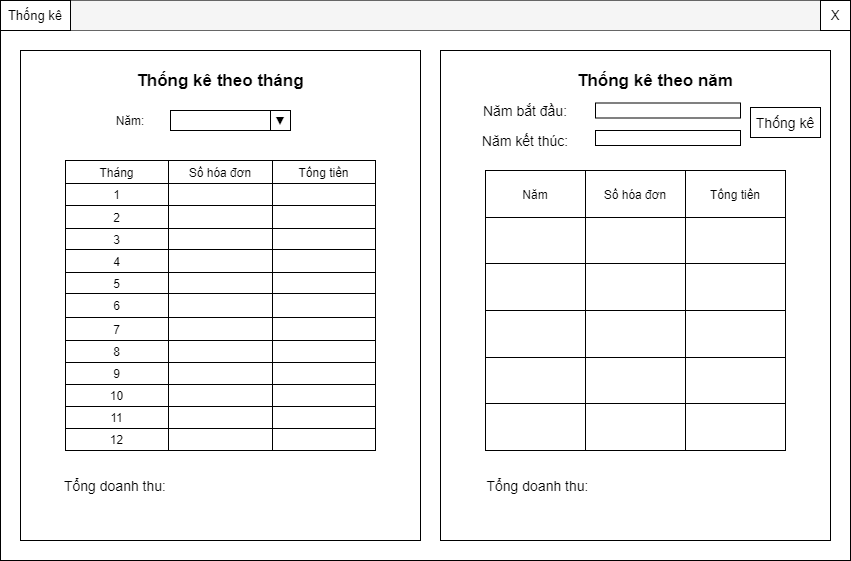 Thống kê
X
Thống kê theo tháng
Năm:
▼
Tháng Số hóa đơn Tổng tiền
1
2
3
4
5
6
7
8
9
10
11
12
Tổng doanh thu:
Thống kê theo năm
Năm bắt đầu:
Năm kết thúc:
Thống kê
Năm Số hóa đơn Tổng tiền
Tổng doanh thu: